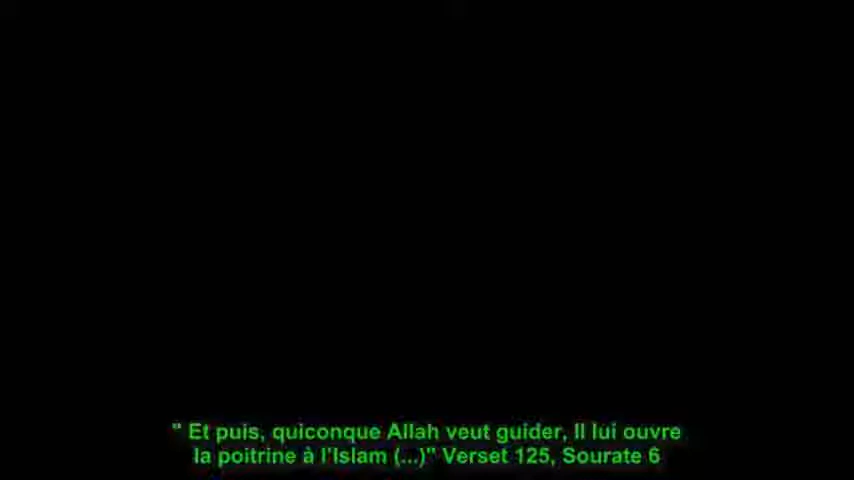 " Et puis, quiconque Allah veut guider, Il lui ouvre
la poitrine à l'Islam (...)" Verset 125, Sourate 6